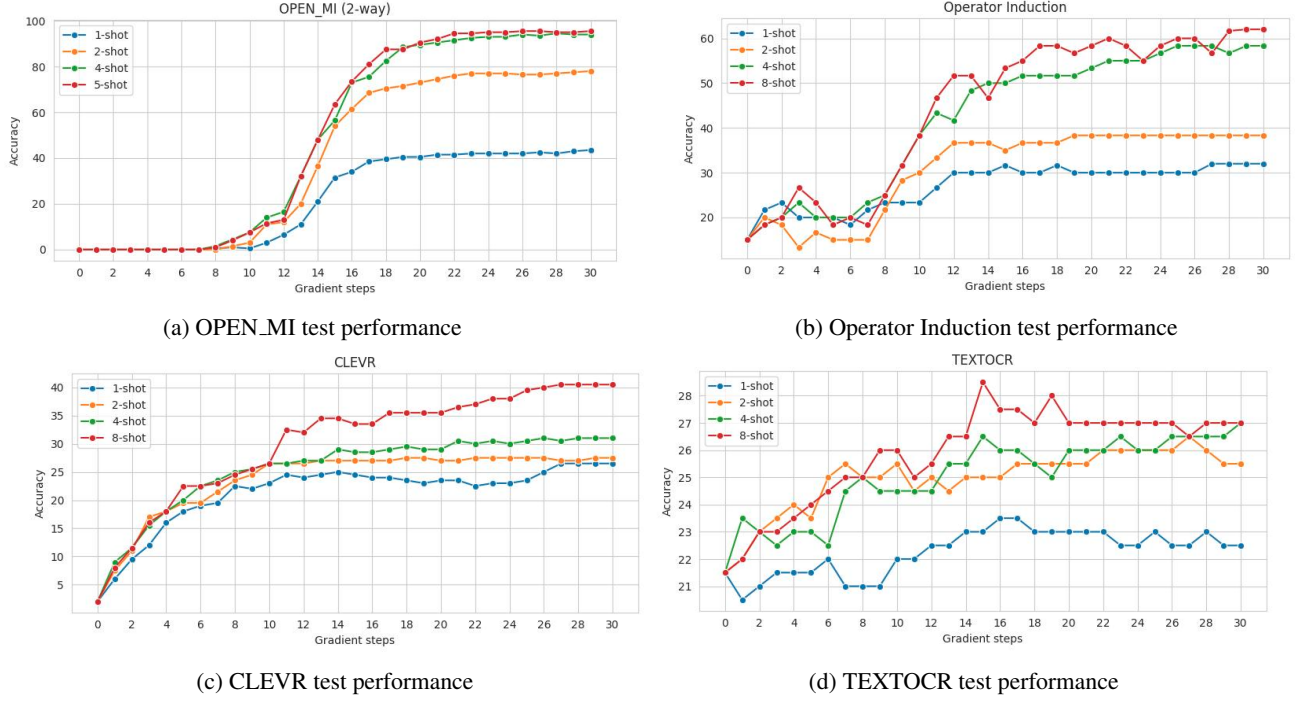 OPEN_MI (2-way)
Accuracy
100
80
60
40
20
0
1-shot
2-shot
4-shot
5-shot
0 2 4 6 8 10 12 14 16 18 20 22 24 26 28 30
Gradient steps
(a) OPEN_MI test performance
Operator Induction
Accuracy
60
50
40
30
20
1-shot
2-shot
4-shot
8-shot
0 2 4 6 8 10 12 14 16 18 20 22 24 26 28 30
Gradient steps
(b) Operator Induction test performance
CLEVR
Accuracy
40
35
30
25
20
15
10
5
1-shot
2-shot
4-shot
8-shot
0 2 4 6 8 10 12 14 16 18 20 22 24 26 28 30
Gradient steps
(c) CLEVR test performance
TEXTOCR
Accuracy
28
27
26
25
24
23
22
21
1-shot
2-shot
4-shot
8-shot
0 2 4 6 8 10 12 14 16 18 20 22 24 26 28 30
Gradient steps
(d) TEXTOCR test performance